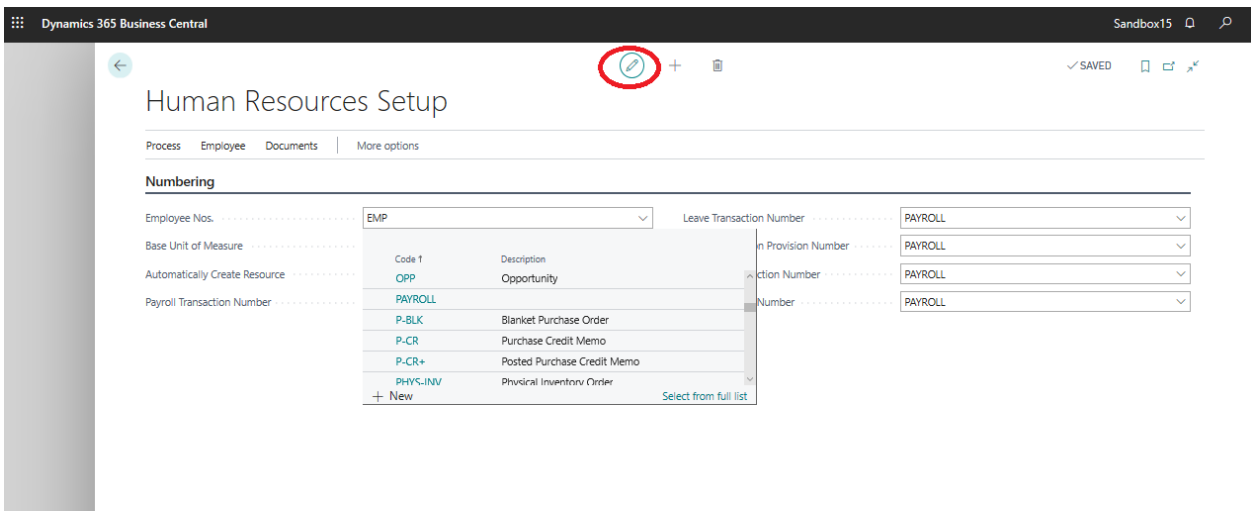 Dynamics 365 Business Central Sandbox15
SAVED
Human Resources Setup
Process Employee Documents More options
Numbering
Employee Nos. EMP Leave Transaction Number PAYROLL
Base Unit of Measure n Provision Number PAYROLL
Code ↑ Description
Automatically Create Resource OPP Opportunity ction Number PAYROLL
Payroll Transaction Number PAYROLL Number PAYROLL
P-BLK Blanket Purchase Order
P-CR Purchase Credit Memo
P-CR+ Posted Purchase Credit Memo
PHYS-INV Physical Inventory Order
+ New Select from full list